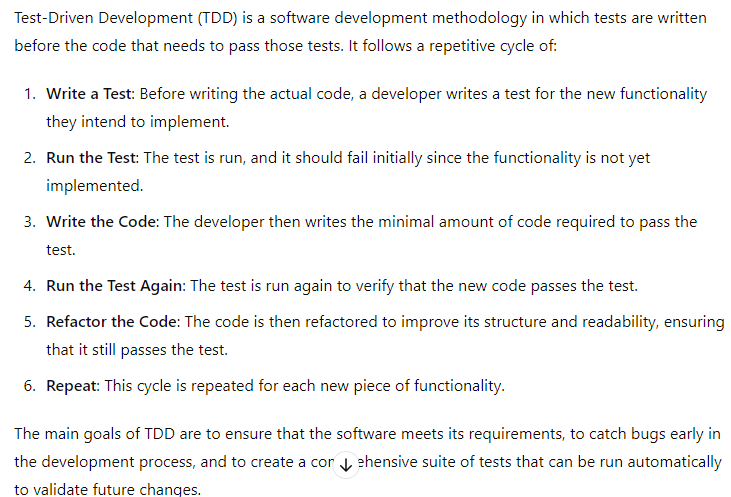 Test-Driven Development (TDD) is a software development methodology in which tests are written
before the code that needs to pass those tests. It follows a repetitive cycle of:
1. Write a Test: Before writing the actual code, a developer writes a test for the new functionality
they intend to implement.
2. Run the Test: The test is run, and it should fail initially since the functionality is not yet
implemented.
3. Write the Code: The developer then writes the minimal amount of code required to pass the
test.
4. Run the Test Again: The test is run again to verify that the new code passes the test.
5. Refactor the Code: The code is then refactored to improve its structure and readability, ensuring
that it still passes the test.
6. Repeat: This cycle is repeated for each new piece of functionality.
The main goals of TDD are to ensure that the software meets its requirements, to catch bugs early in
the development process, and to create a suite of tests that can be run automatically
to validate future changes.